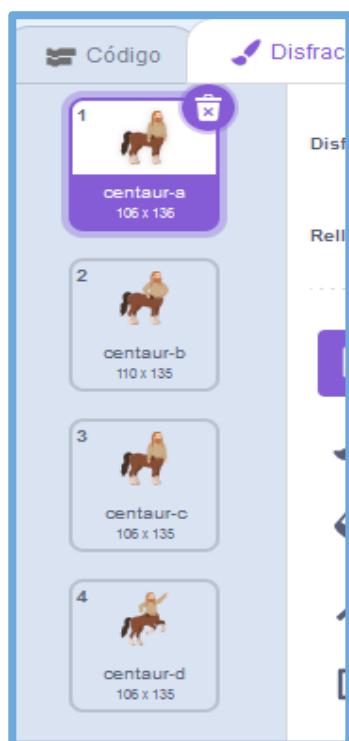 Código
Disfrac
1
centaur-a
106 x 136
Disf
Rell
2
centaur-b
110 x 135
3
centaur-c
106 x 135
4
centaur-d
106 x 135